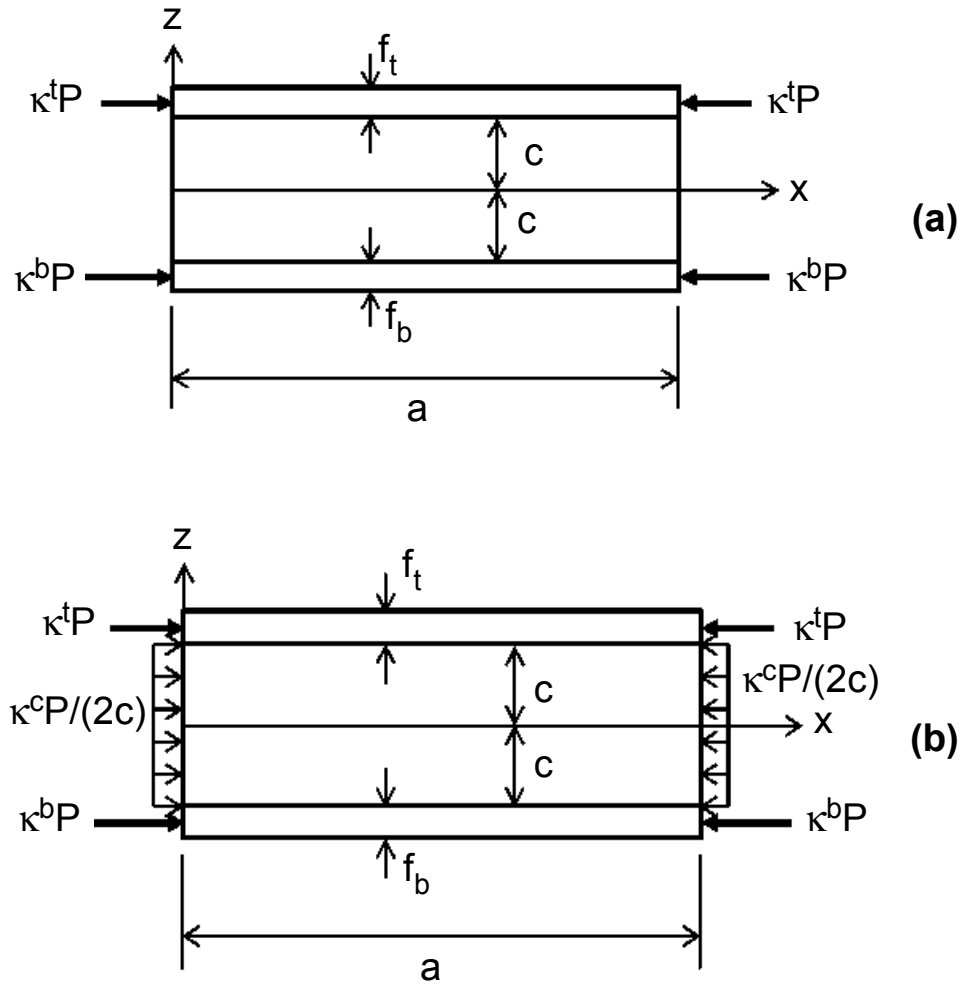 z
f_t
κ^tP κ^tP
c
x
(a)
c
κ^bP κ^bP
f_b
a
z
f_t
κ^tP κ^tP
c
κ^cP/(2c) κ^cP/(2c)
x
(b)
c
κ^bP κ^bP
f_b
a